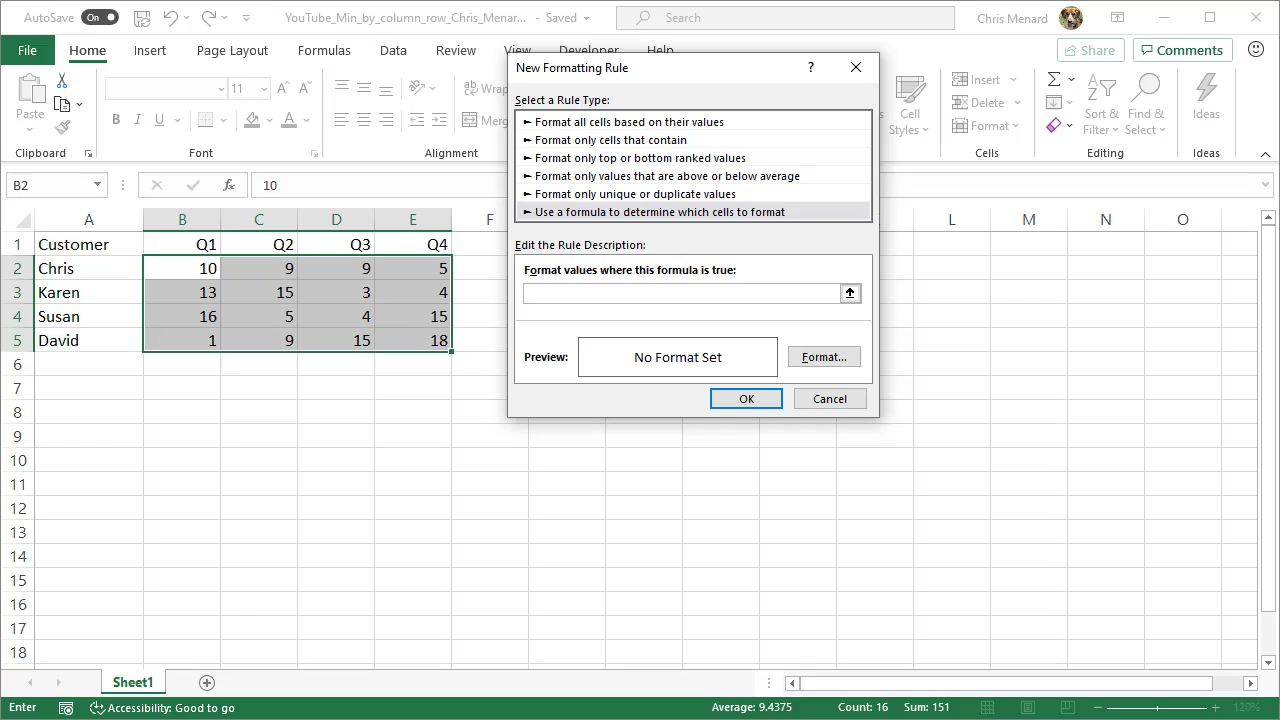 AutoSave On YouTube_Min_by_column_row_Chris_Menar... - Saved Search Chris Menard
File Home Insert Page Layout Formulas Data Review View Developer Help Share Comments
Paste
Clipboard
11 A A
B I U A
Font
Wrap
Merg
Alignment
Cell
Styles
Insert
Delete
Format
Cells
Sort &
Filter
Find &
Select
Editing
Ideas
Ideas
B2 fx 10
New Formatting Rule ?
Select a Rule Type:
► Format all cells based on their values
► Format only cells that contain
► Format only top or bottom ranked values
► Format only values that are above or below average
► Format only unique or duplicate values
► Use a formula to determine which cells to format
Edit the Rule Description:
Format values where this formula is true:
Preview: No Format Set Format...
OK Cancel
A B C D E F L M N O
1 Customer Q1 Q2 Q3 Q4
2 Chris 10 9 9 5
3 Karen 13 15 3 4
4 Susan 16 5 4 15
5 David 1 9 15 18
6
7
8
9
10
11
12
13
14
15
16
17
18
Sheet1
Enter Accessibility: Good to go Average: 9.4375 Count: 16 Sum: 151 120%